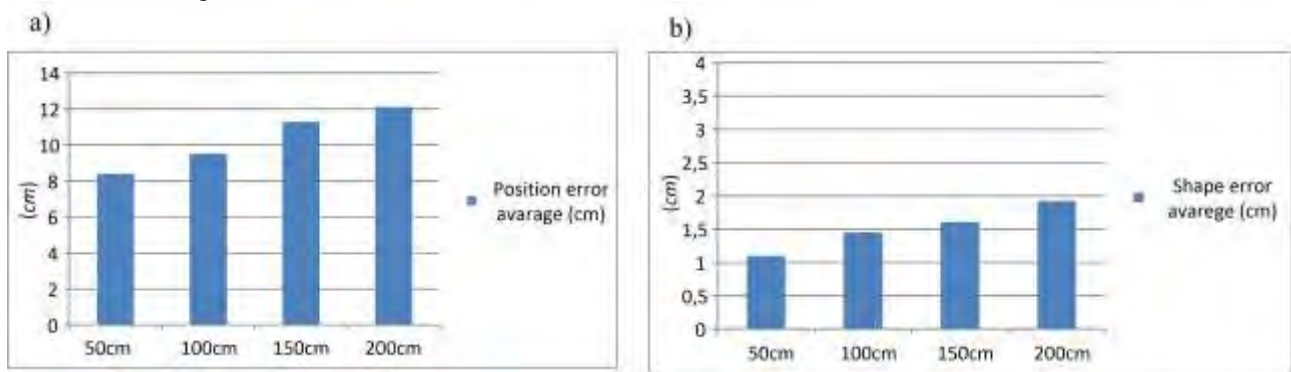 a)
14
12
10
8
6
4
2
0
(cm)
50cm 100cm 150cm 200cm
Position error
avarage (cm)
b)
4
3,5
3
2,5
2
1,5
1
0,5
0
(cm)
50cm 100cm 150cm 200cm
Shape error
avarege (cm)